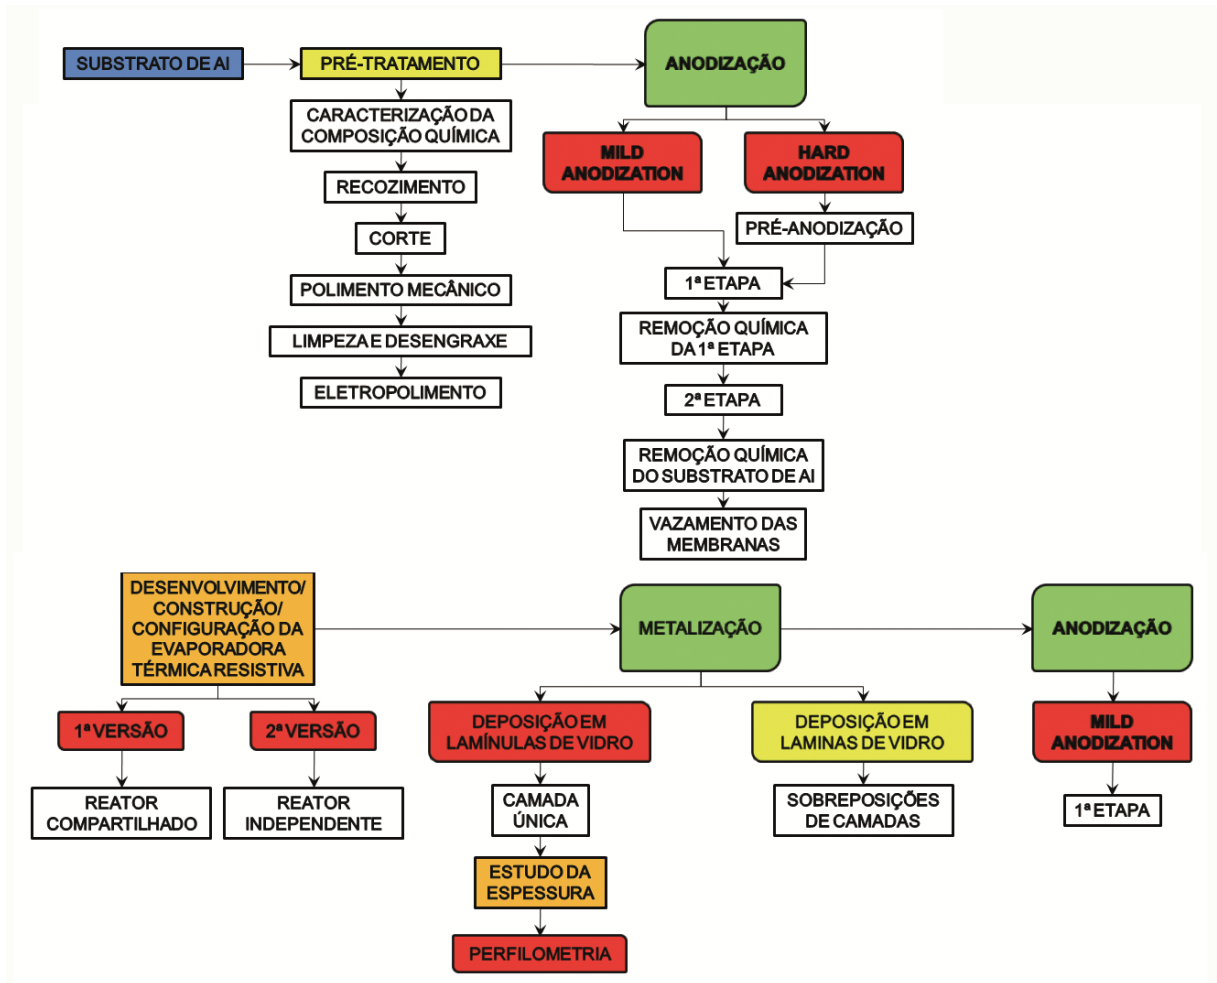 SUBSTRATO DE Al
PRÉ-TRATAMENTO
ANODIZAÇÃO
CARACTERIZAÇÃO DA
COMPOSIÇÃO QUÍMICA
RECOZIMENTO
CORTE
POLIMENTO MECÂNICO
LIMPEZA E DESENGRAXE
ELETROPOLIMENTO
MILD
ANODIZATION
HARD
ANODIZATION
PRÉ-ANODIZAÇÃO
1ª ETAPA
REMOÇÃO QUÍMICA
DA 1ª ETAPA
2ª ETAPA
REMOÇÃO QUÍMICA
DO SUBSTRATO DE Al
VAZAMENTO DAS
MEMBRANAS
DESENVOLVIMENTO/
CONSTRUÇÃO/
CONFIGURAÇÃO DA
EVAPORADORA
TÉRMICA RESISTIVA
1ª VERSÃO
2ª VERSÃO
REATOR
COMPARTILHADO
REATOR
INDEPENDENTE
METALIZAÇÃO
DEPOSIÇÃO EM
LAMÍNULAS DE VIDRO
CAMADA
ÚNICA
ESTUDO DA
ESPESSURA
PERFILOMETRIA
DEPOSIÇÃO EM
LAMINAS DE VIDRO
SOBREPOSIÇÕES
DE CAMADAS
ANODIZAÇÃO
MILD
ANODIZATION
1ª ETAPA